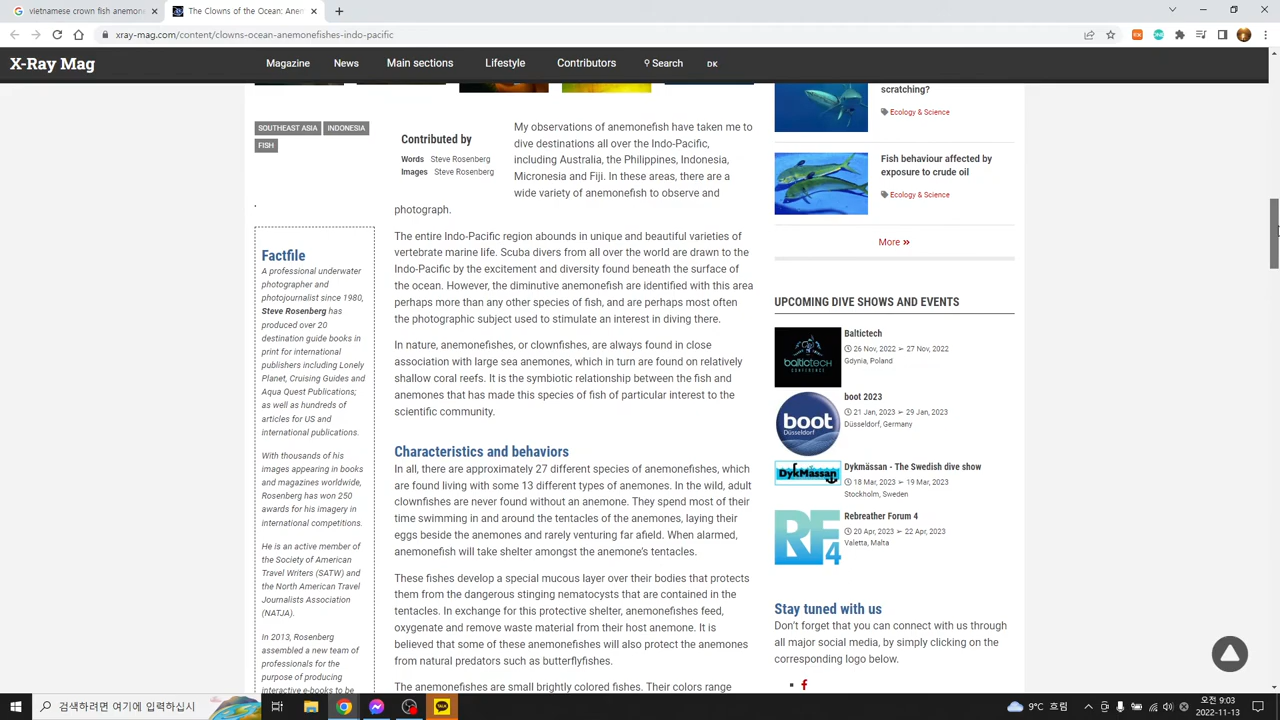 vietnamese crown fish anemone
The Clowns of the Ocean: Anem
xray-mag.com/content/clowns-ocean-anemonefishes-indo-pacific
X-Ray Mag
Magazine
News
Main sections
Lifestyle
Contributors
Search
DK
SOUTHEAST ASIA
INDONESIA
FISH
Contributed by
Words Steve Rosenberg
Images Steve Rosenberg
My observations of anemonefish have taken me to
dive destinations all over the Indo-Pacific,
including Australia, the Philippines, Indonesia,
Micronesia and Fiji. In these areas, there are a
wide variety of anemonefish to observe and
photograph.
The entire Indo-Pacific region abounds in unique and beautiful varieties of
vertebrate marine life. Scuba divers from all over the world are drawn to the
Indo-Pacific by the excitement and diversity found beneath the surface of
the ocean. However, the diminutive anemonefish are identified with this area
perhaps more than any other species of fish, and are perhaps most often
the photographic subject used to stimulate an interest in diving there.
In nature, anemonefishes, or clownfishes, are always found in close
association with large sea anemones, which in turn are found on relatively
shallow coral reefs. It is the symbiotic relationship between the fish and
anemones that has made this species of fish of particular interest to the
scientific community.
Characteristics and behaviors
In all, there are approximately 27 different species of anemonefishes, which
are found living with some 13 different types of anemones. In the wild, adult
clownfishes are never found without an anemone. They spend most of their
time swimming in and around the tentacles of the anemones, laying their
eggs beside the anemones and rarely venturing far afield. When alarmed,
anemonefish will take shelter amongst the anemone's tentacles.
These fishes develop a special mucous layer over their bodies that protects
them from the dangerous stinging nematocysts that are contained in the
tentacles. In exchange for this protective shelter, anemonefishes feed,
oxygenate and remove waste material from their host anemone. It is
believed that some of these anemonefishes will also protect the anemones
from natural predators such as butterflyfishes.
The anemonefishes are small brightly colored fishes. Their colors range
Factfile
A professional underwater
photographer and
photojournalist since 1980,
Steve Rosenberg has
produced over 20
destination guide books in
print for international
publishers including Lonely
Planet, Cruising Guides and
Aqua Quest Publications;
as well as hundreds of
articles for US and
international publications.
With thousands of his
images appearing in books
and magazines worldwide,
Rosenberg has won 250
awards for his imagery in
international competitions.
He is an active member of
the Society of American
Travel Writers (SATW) and
the North American Travel
Journalists Association
(NATJA).
In 2013, Rosenberg
assembled a new team of
professionals for the
purpose of producing
interactive e-books to be
scratching?
Ecology & Science
Fish behaviour affected by
exposure to crude oil
Ecology & Science
More »
UPCOMING DIVE SHOWS AND EVENTS
Baltictech
26 Nov, 2022 ➢ 27 Nov, 2022
Gdynia, Poland
baltictech
CONFERENCE
boot 2023
21 Jan, 2023 ➢ 29 Jan, 2023
Düsseldorf, Germany
boot
Düsseldorf
Dykmässan - The Swedish dive show
18 Mar, 2023 ➢ 19 Mar, 2023
Stockholm, Sweden
DykMässan
Rebreather Forum 4
20 Apr, 2023 ➢ 22 Apr, 2023
Valetta, Malta
RF4
Stay tuned with us
Don't forget that you can connect with us through
all major social media, by simply clicking on the
corresponding logo below.
검색하려면 여기에 입력하십시
TALK
9°C 흐림
오전 9:03
2022-11-13